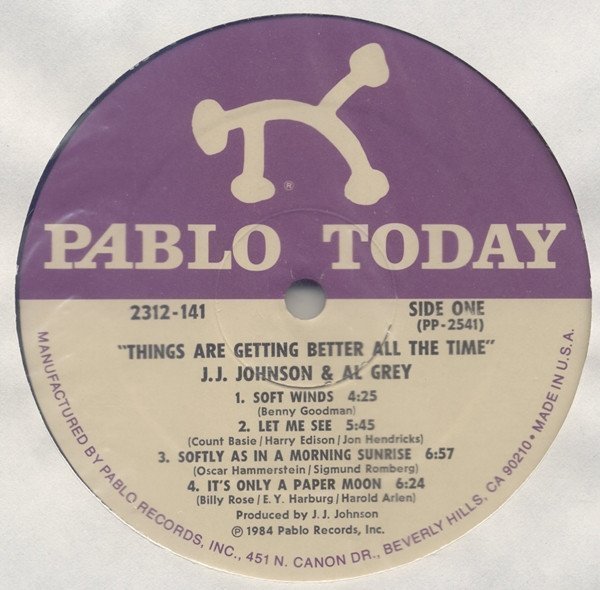 ®
PABLO TODAY
2312-141
SIDE ONE
(PP-2541)
"THINGS ARE GETTING BETTER ALL THE TIME"
J.J. JOHNSON & AL GREY
1. SOFT WINDS 4:25
(Benny Goodman)
2. LET ME SEE 5:45
(Count Basie/Harry Edison/Jon Hendricks)
3. SOFTLY AS IN A MORNING SUNRISE 6:57
(Oscar Hammerstein/Sigmund Romberg)
4. IT'S ONLY A PAPER MOON 6:24
(Billy Rose/E.Y. Harburg/Harold Arlen)
Produced by J.J. Johnson
℗ 1984 Pablo Records, Inc.
MANUFACTURED BY PABLO RECORDS, INC., 451 N. CANON DR., BEVERLY HILLS, CA 90210 • MADE IN U.S.A.